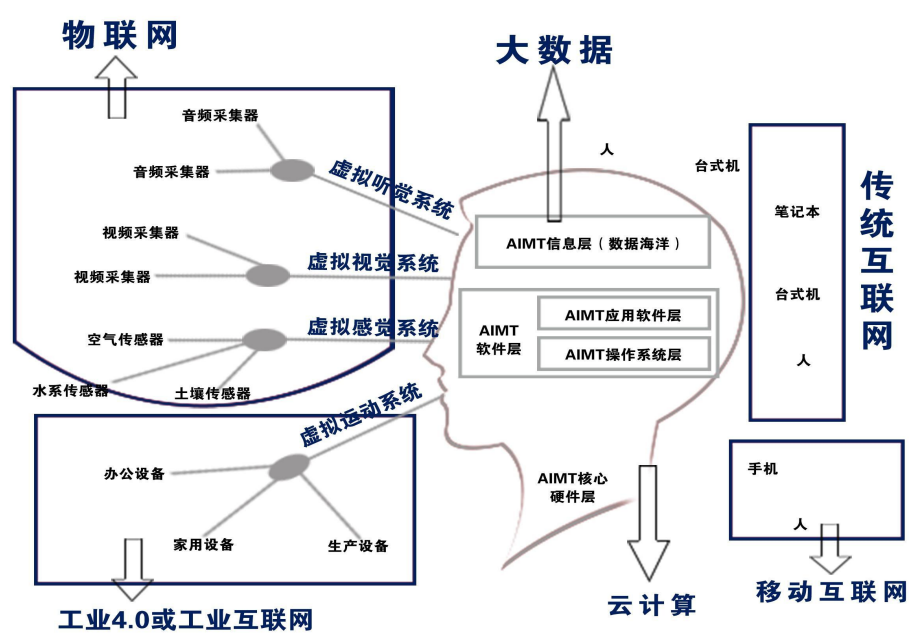 物联网
大数据
音频采集器
音频采集器
虚拟听觉系统
人
台式机
传统互联网
笔记本
视频采集器
AIMT信息层（数据海洋）
视频采集器
虚拟视觉系统
台式机
空气传感器
虚拟感觉系统
AIMT
软件层
AIMT应用软件层
AIMT操作系统层
人
水系传感器
土壤传感器
虚拟运动系统
办公设备
AIMT核心
硬件层
手机
人
家用设备
生产设备
工业4.0或工业互联网
云计算
移动互联网